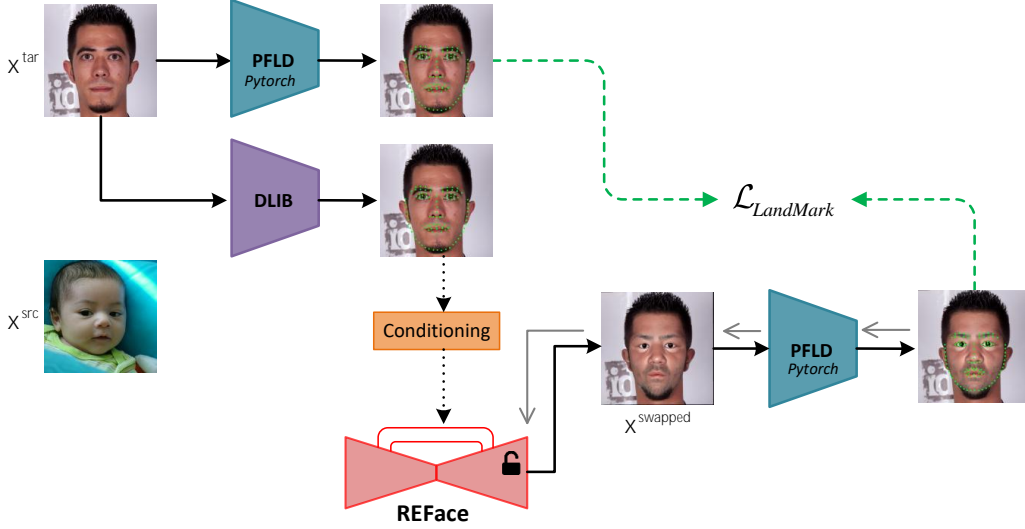 X^tar
PFLD
Pytorch
DLIB
X^src
Conditioning
REFace
X^swapped
PFLD
Pytorch
ℒ_LandMark